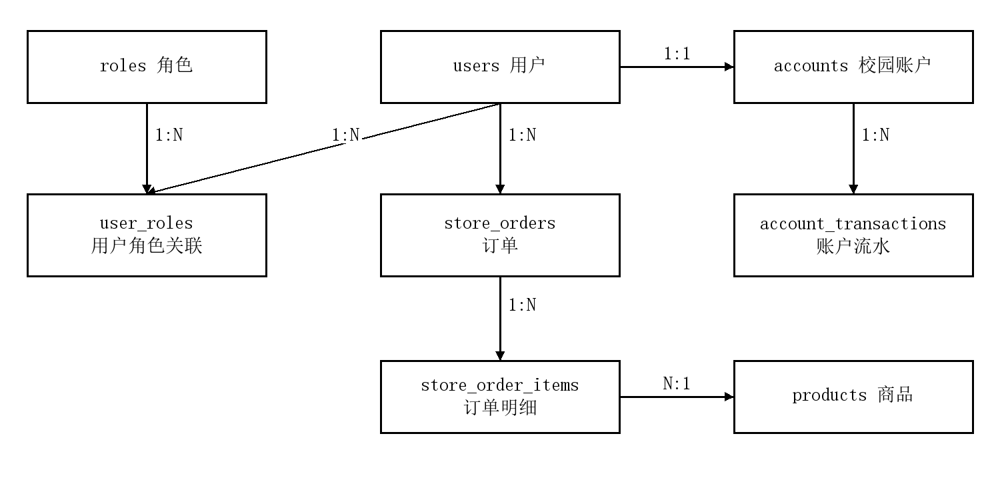 roles 角色
users 用户
1:1
accounts 校园账户
1:N
1:N
1:N
1:N
user_roles
用户角色关联
store_orders
订单
account_transactions
账户流水
1:N
store_order_items
订单明细
N:1
products 商品